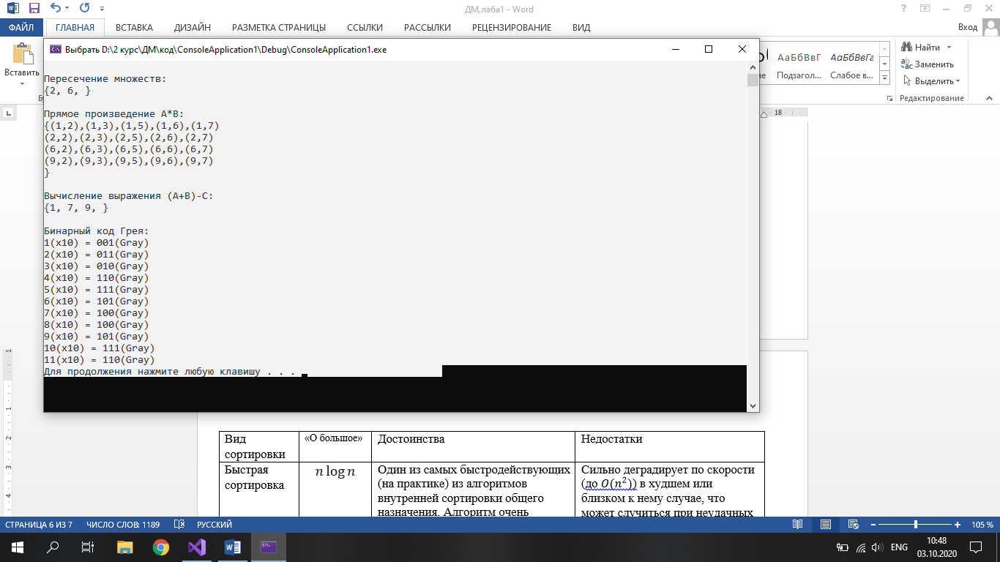 ДМ,лаба1 - Word
ФАЙЛ ГЛАВНАЯ ВСТАВКА ДИЗАЙН РАЗМЕТКА СТРАНИЦЫ ССЫЛКИ РАССЫЛКИ РЕЦЕНЗИРОВАНИЕ ВИД Вход
Выбрать D:\2 курс\ДМ\код\ConsoleApplication1\Debug\ConsoleApplication1.exe
Вставить
АаБбВвГ АаБбВвГг
Подзагол... Слабое в...
Найти
Заменить
Выделить
Редактирование
18
Пересечение множеств:
{2, 6, }
Прямое произведение A*B:
{(1,2),(1,3),(1,5),(1,6),(1,7)
(2,2),(2,3),(2,5),(2,6),(2,7)
(6,2),(6,3),(6,5),(6,6),(6,7)
(9,2),(9,3),(9,5),(9,6),(9,7)
}
Вычисление выражения (A+B)-C:
{1, 7, 9, }
Бинарный код Грея:
1(x10) = 001(Gray)
2(x10) = 011(Gray)
3(x10) = 010(Gray)
4(x10) = 110(Gray)
5(x10) = 111(Gray)
6(x10) = 101(Gray)
7(x10) = 100(Gray)
8(x10) = 100(Gray)
9(x10) = 101(Gray)
10(x10) = 111(Gray)
11(x10) = 110(Gray)
Для продолжения нажмите любую клавишу . . .
1
1
2
3
4
Вид сортировки
«О большое»
Достоинства
Недостатки
Быстрая
сортировка
n log n
Один из самых быстродействующих
(на практике) из алгоритмов
внутренней сортировки общего
назначения. Алгоритм очень
Сильно деградирует по скорости
(до O(n²)) в худшем или
близком к нему случае, что
может случиться при неудачных
СТРАНИЦА 6 ИЗ 7 ЧИСЛО СЛОВ: 1189 РУССКИЙ 105 %
ENG
10:48
03.10.2020